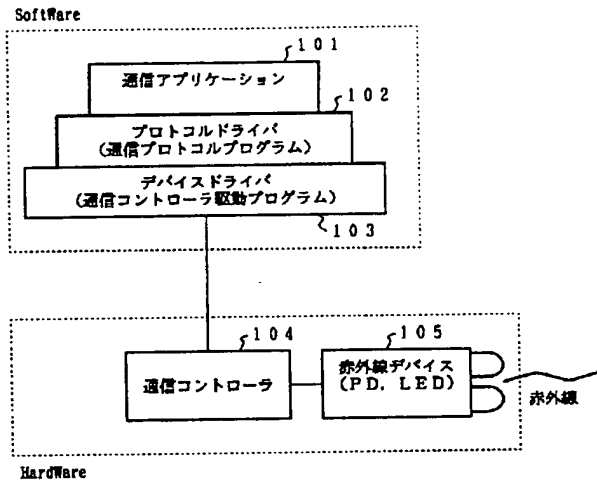 SoftWare
101
通信アプリケーション
102
プロトコルドライバ
(通信プロトコルプログラム)
デバイスドライバ
(通信コントローラ駆動プログラム)
103
104
105
通信コントローラ
赤外線デバイス
(PD, LED)
赤外線
HardWare